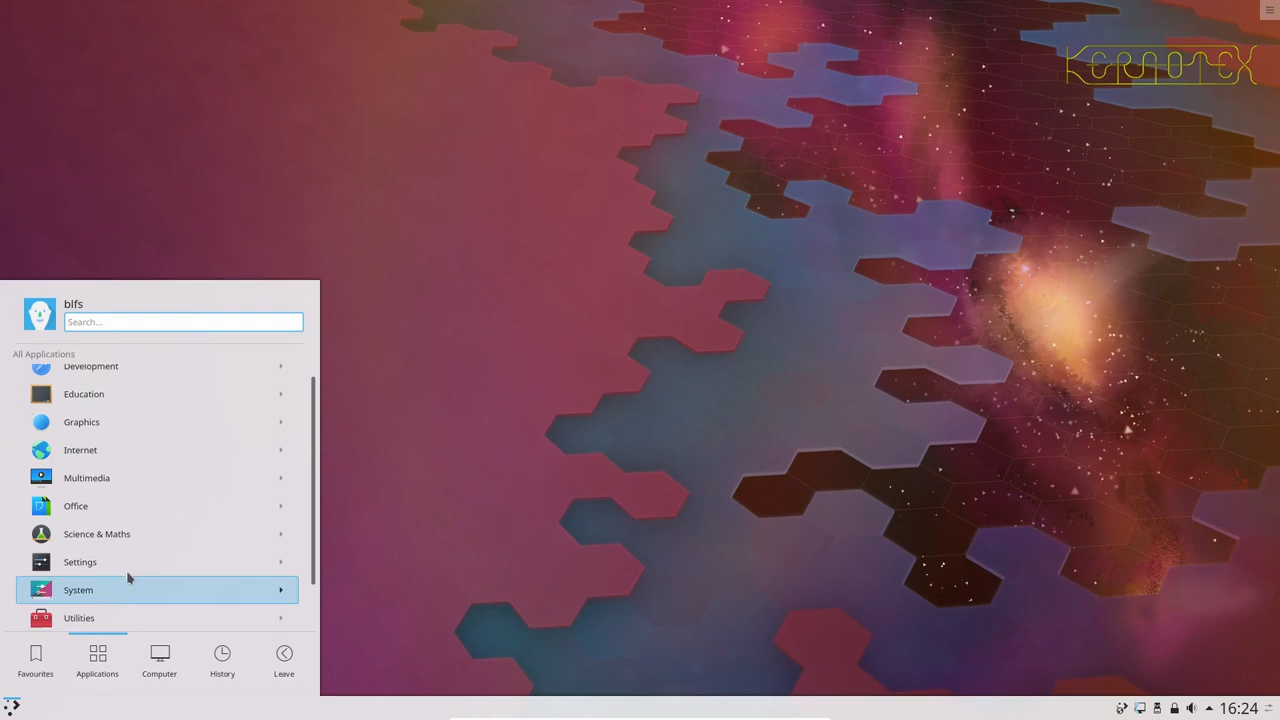 KERNOTEX
blfs
Search...
All Applications
Development
Education
Graphics
Internet
Multimedia
Office
Science & Maths
Settings
System
Utilities
Favourites
Applications
Computer
History
Leave
16:24